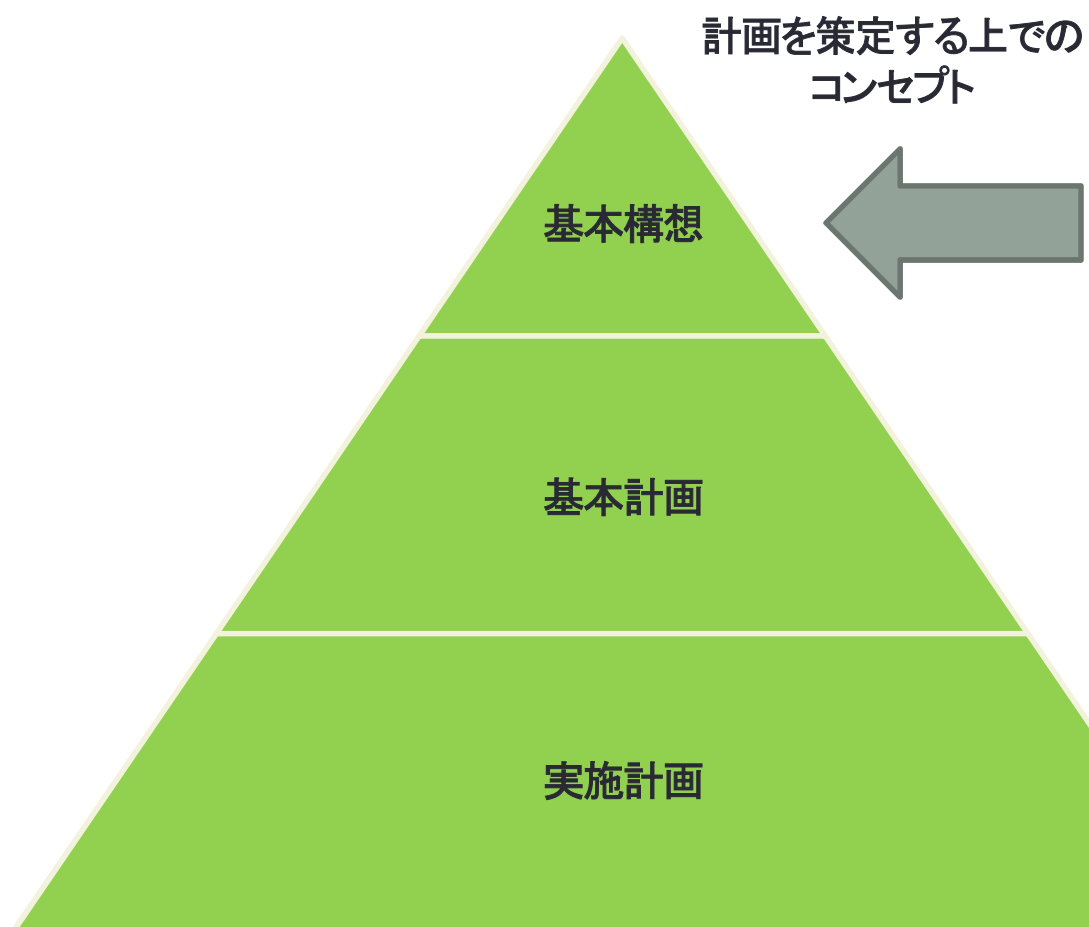 計画を策定する上での
コンセプト
基本構想
基本計画
実施計画